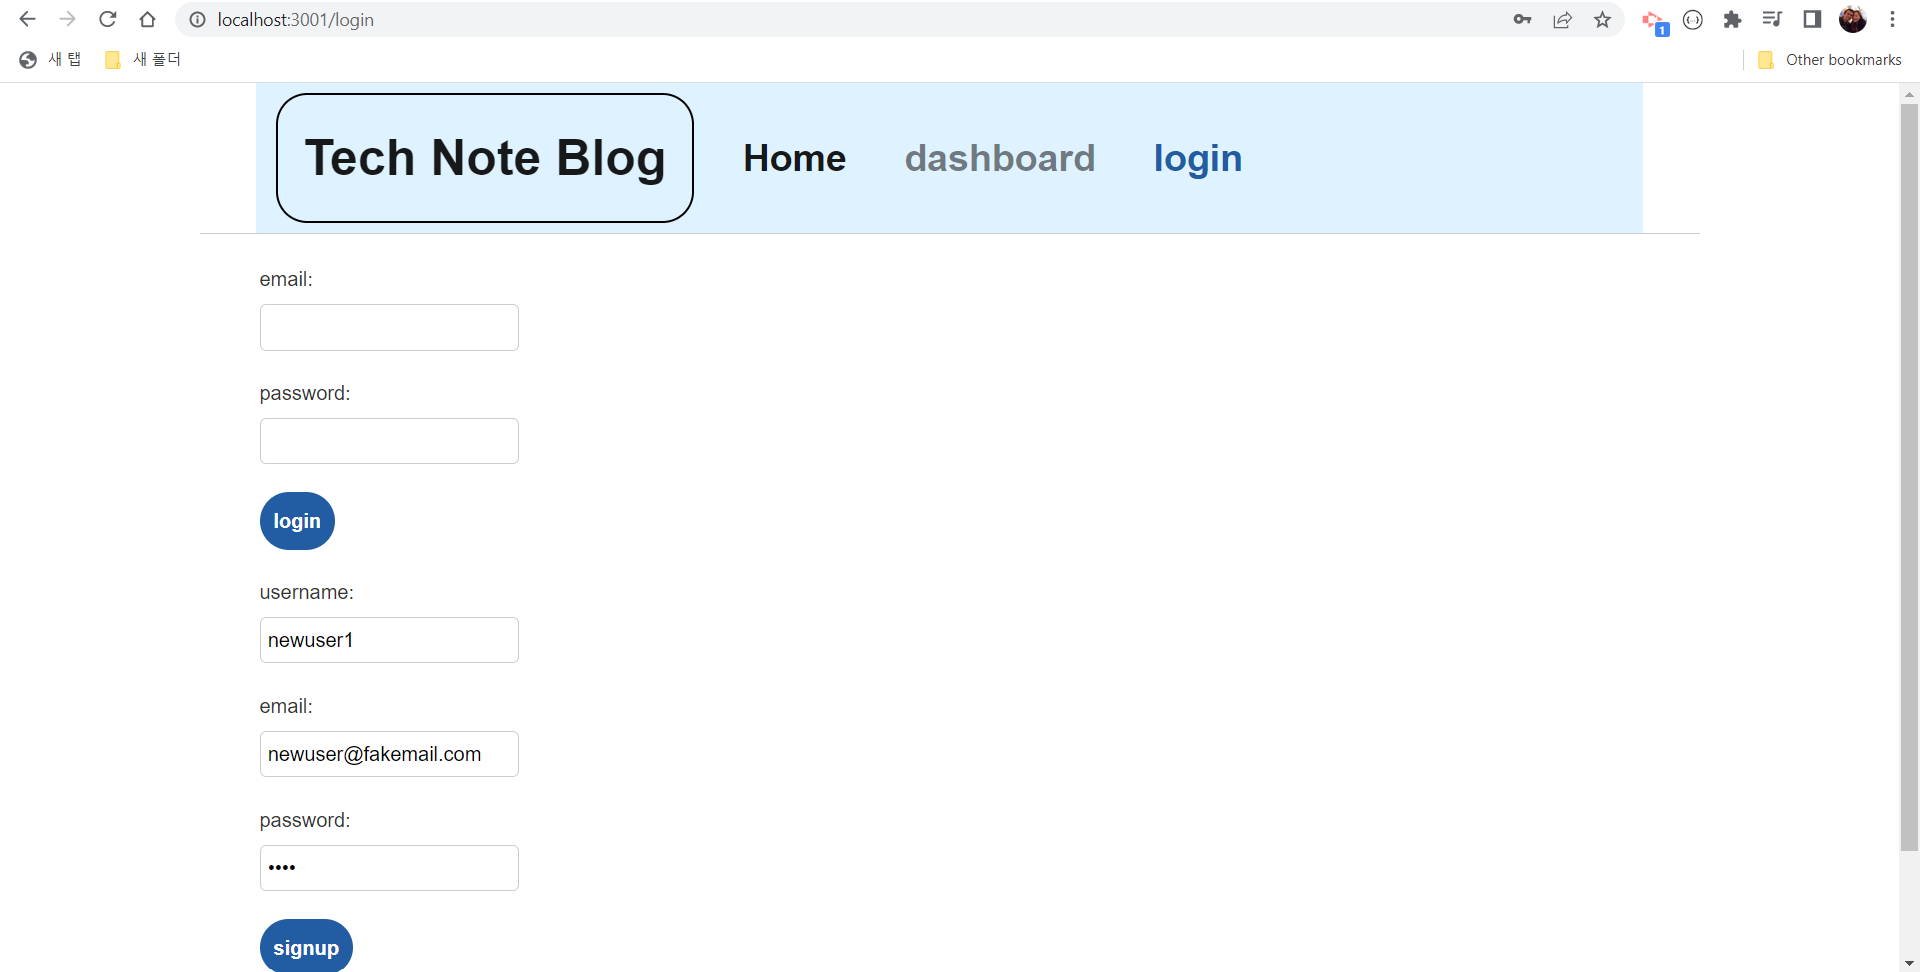 localhost:3001/login
1
새 탭 새 폴더 Other bookmarks
Tech Note Blog Home dashboard login
email:
password:
login
username:
newuser1
email:
newuser@fakemail.com
password:
••••
signup